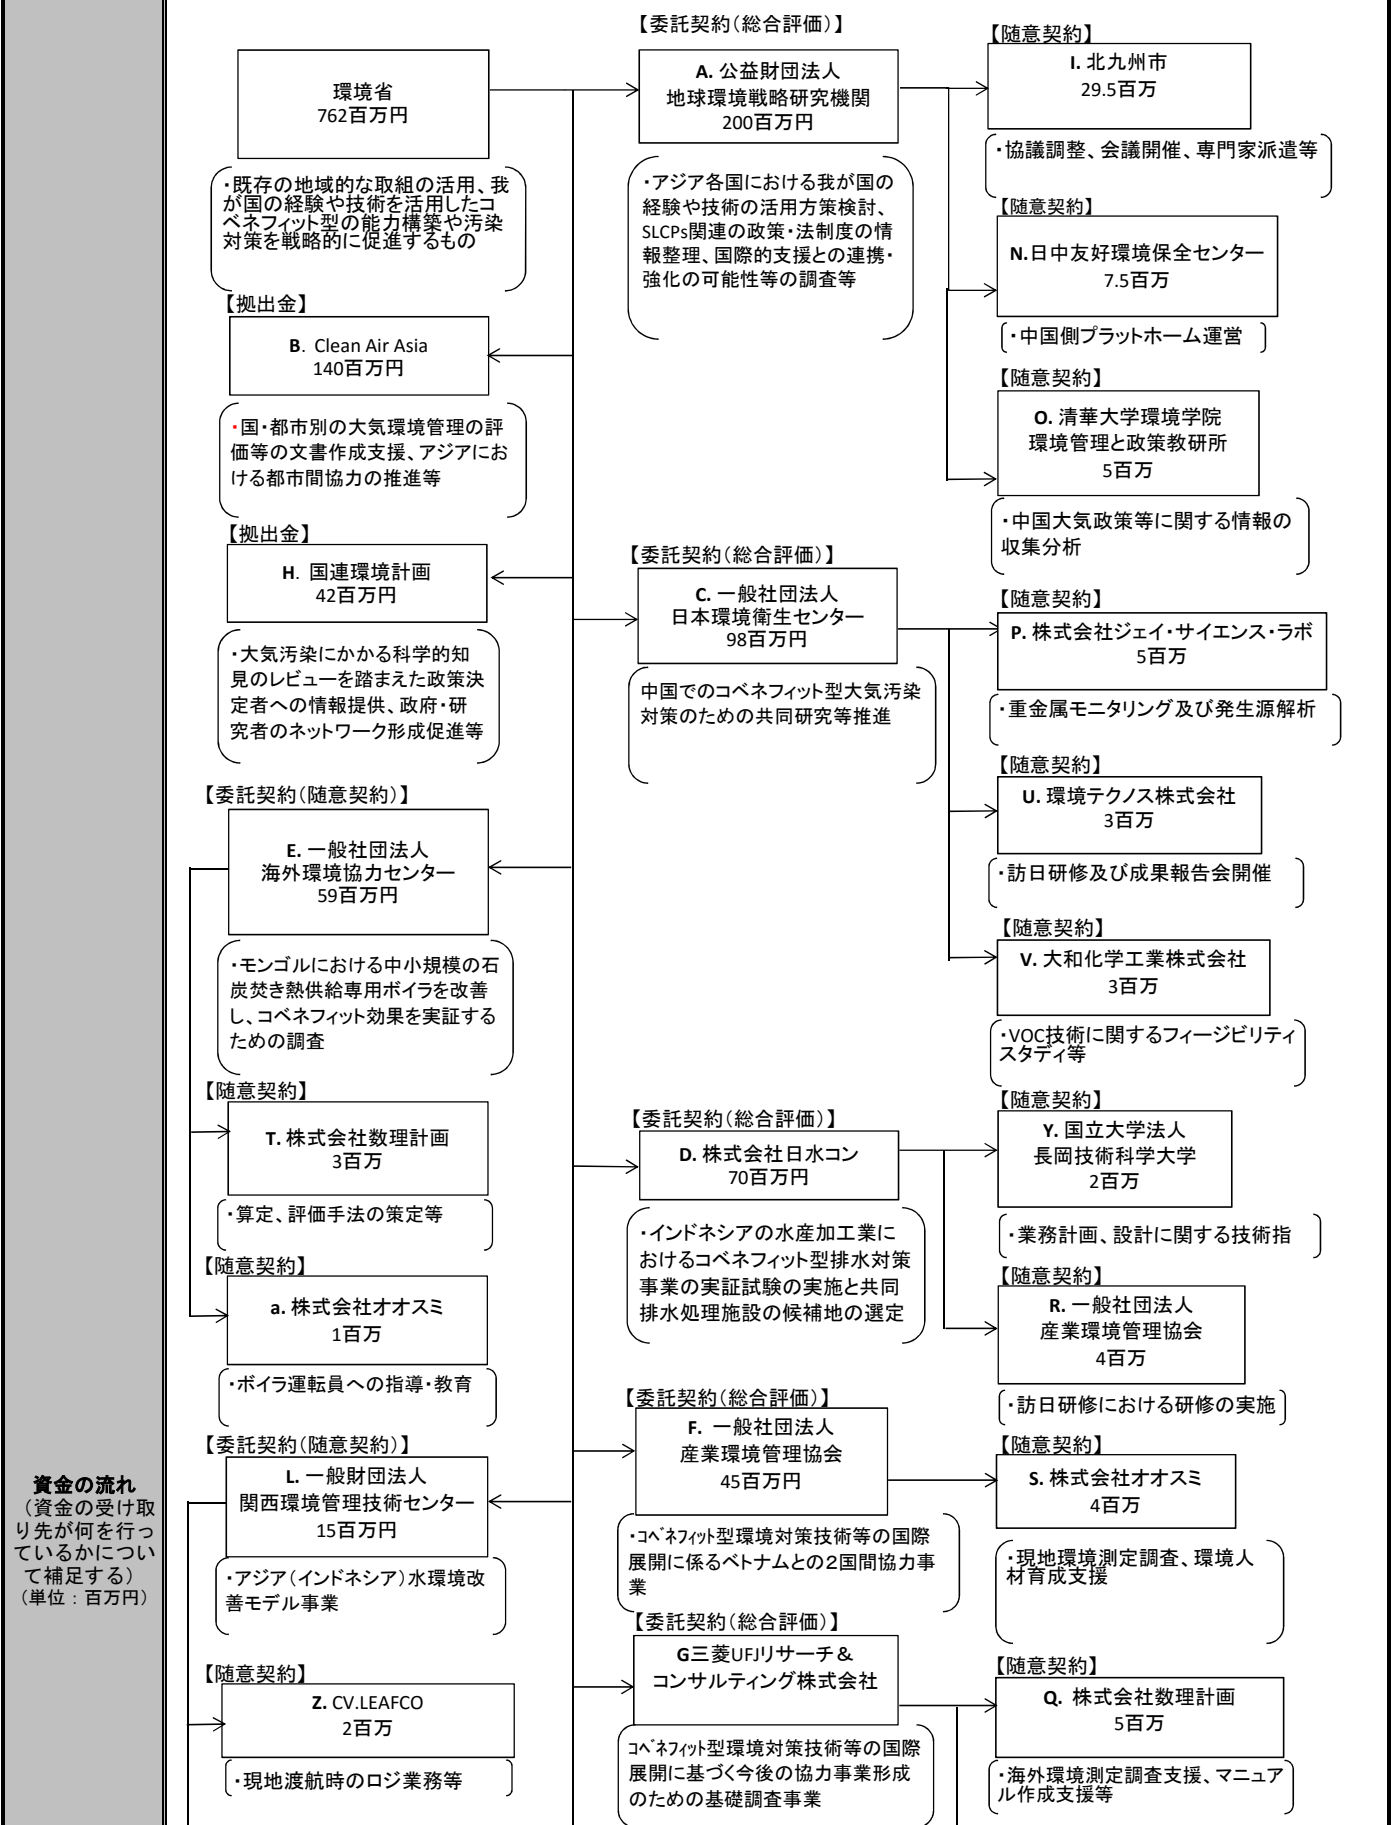 資金の流れ
（資金の受け取
り先が何を行っ
ているかについ
て補足する）
（単位：百万円）
環境省
762百万円
・既存の地域的な取組の活用、我
が国の経験や技術を活用したコ
ベネフィット型の能力構築や汚染
対策を戦略的に促進するもの
【拠出金】
B. Clean Air Asia
140百万円
・国・都市別の大気環境管理の評
価等の文書作成支援、アジアにお
ける都市間協力の推進等
【拠出金】
H. 国連環境計画
42百万円
・大気汚染にかかる科学的知
見のレビューを踏まえた政策決
定者への情報提供、政府・研
究者のネットワーク形成促進等
【委託契約（随意契約）】
E. 一般社団法人
海外環境協力センター
59百万円
・モンゴルにおける中小規模の石
炭焚き熱供給専用ボイラを改善
し、コベネフィット効果を実証する
ための調査
【随意契約】
T. 株式会社数理計画
3百万
・算定、評価手法の策定等
【随意契約】
a. 株式会社オオスミ
1百万
・ボイラ運転員への指導・教育
【委託契約（随意契約）】
L. 一般財団法人
関西環境管理技術センター
15百万円
・アジア（インドネシア）水環境改
善モデル事業
【随意契約】
Z. CV.LEAFCO
2百万
・現地渡航時のロジ業務等
【委託契約（総合評価）】
A. 公益財団法人
地球環境戦略研究機関
200百万円
・アジア各国における我が国の
経験や技術の活用方策検討、
SLCPs関連の政策・法制度の情
報整理、国際的支援との連携・
強化の可能性等の調査等
【委託契約（総合評価）】
C. 一般社団法人
日本環境衛生センター
98百万円
中国でのコベネフィット型大気汚染
対策のための共同研究等推進
【委託契約（総合評価）】
D. 株式会社日水コン
70百万円
・インドネシアの水産加工業に
おけるコベネフィット型排水対策
事業の実証試験の実施と共同
排水処理施設の候補地の選定
【委託契約（総合評価）】
F. 一般社団法人
産業環境管理協会
45百万円
・コベネフィット型環境対策技術等の国際
展開に係るベトナムとの２国間協力事
業
【委託契約（総合評価）】
G三菱UFJリサーチ＆
コンサルティング株式会社
コベネフィット型環境対策技術等の国際
展開に基づく今後の協力事業形成
のための基礎調査事業
【随意契約】
I. 北九州市
29.5百万
・協議調整、会議開催、専門家派遣等
【随意契約】
N.日中友好環境保全センター
7.5百万
・中国側プラットホーム運営
【随意契約】
O. 清華大学環境学院
環境管理と政策教研所
5百万
・中国大気政策等に関する情報の
収集分析
【随意契約】
P. 株式会社ジェイ・サイエンス・ラボ
5百万
・重金属モニタリング及び発生源解析
【随意契約】
U. 環境テクノス株式会社
3百万
・訪日研修及び成果報告会開催
【随意契約】
V. 大和化学工業株式会社
3百万
・VOC技術に関するフィージビリティ
スタディ等
【随意契約】
Y. 国立大学法人
長岡技術科学大学
2百万
・業務計画、設計に関する技術指
【随意契約】
R. 一般社団法人
産業環境管理協会
4百万
・訪日研修における研修の実施
【随意契約】
S. 株式会社オオスミ
4百万
・現地環境測定調査、環境人
材育成支援
【随意契約】
Q. 株式会社数理計画
5百万
・海外環境測定調査支援、マニュア
ル作成支援等